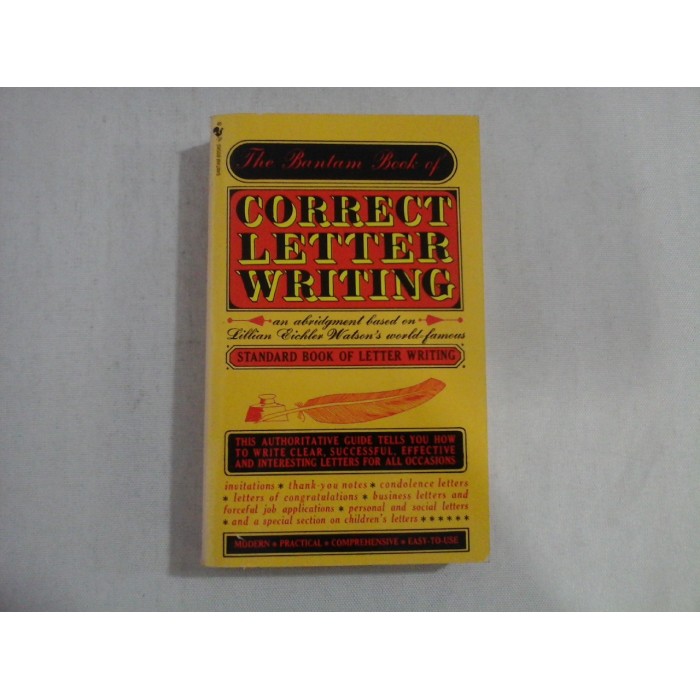 BANTAM BOOKS
The Bantam Book of
CORRECT
LETTER
WRITING
an abridgment based on
Lillian Eichler Watson's world-famous
STANDARD BOOK OF LETTER WRITING
THIS AUTHORITATIVE GUIDE TELLS YOU HOW
TO WRITE CLEAR, SUCCESSFUL, EFFECTIVE
AND INTERESTING LETTERS FOR ALL OCCASIONS
invitations * thank-you notes * condolence letters
* letters of congratulations * business letters and
forceful job applications * personal and social letters
* and a special section on children's letters * * * * * *
MODERN * PRACTICAL * COMPREHENSIVE * EASY-TO-USE